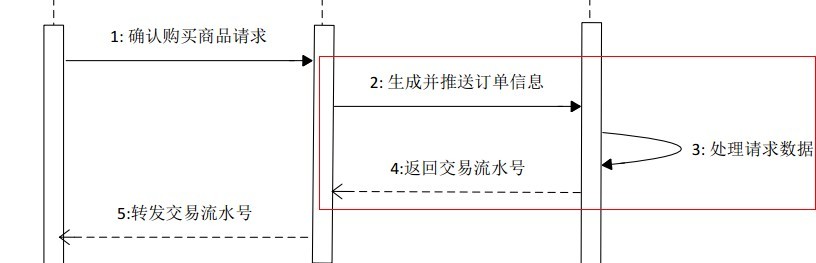 1: 确认购买商品请求
2: 生成并推送订单信息
3: 处理请求数据
4:返回交易流水号
5:转发交易流水号